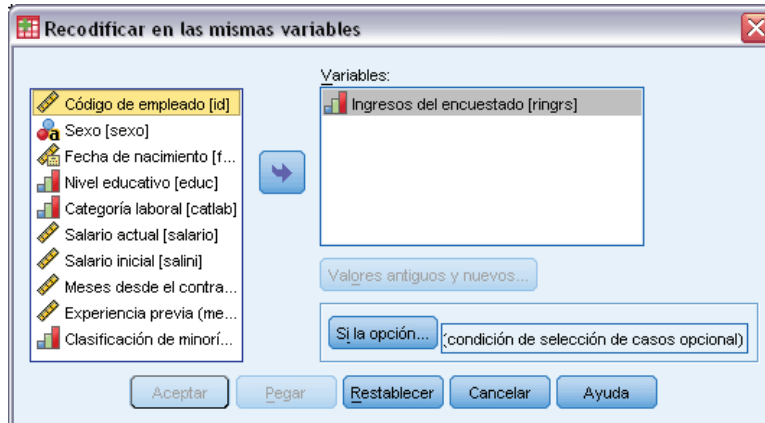 Recodificar en las mismas variables
Variables:
Código de empleado [id]
Sexo [sexo]
Fecha de nacimiento [f...
Nivel educativo [educ]
Categoría laboral [catlab]
Salario actual [salario]
Salario inicial [salini]
Meses desde el contra...
Experiencia previa (me...
Clasificación de minorí...
Ingresos del encuestado [ringrs]
Valores antiguos y nuevos...
Si la opción...
(condición de selección de casos opcional)
Aceptar
Pegar
Restablecer
Cancelar
Ayuda